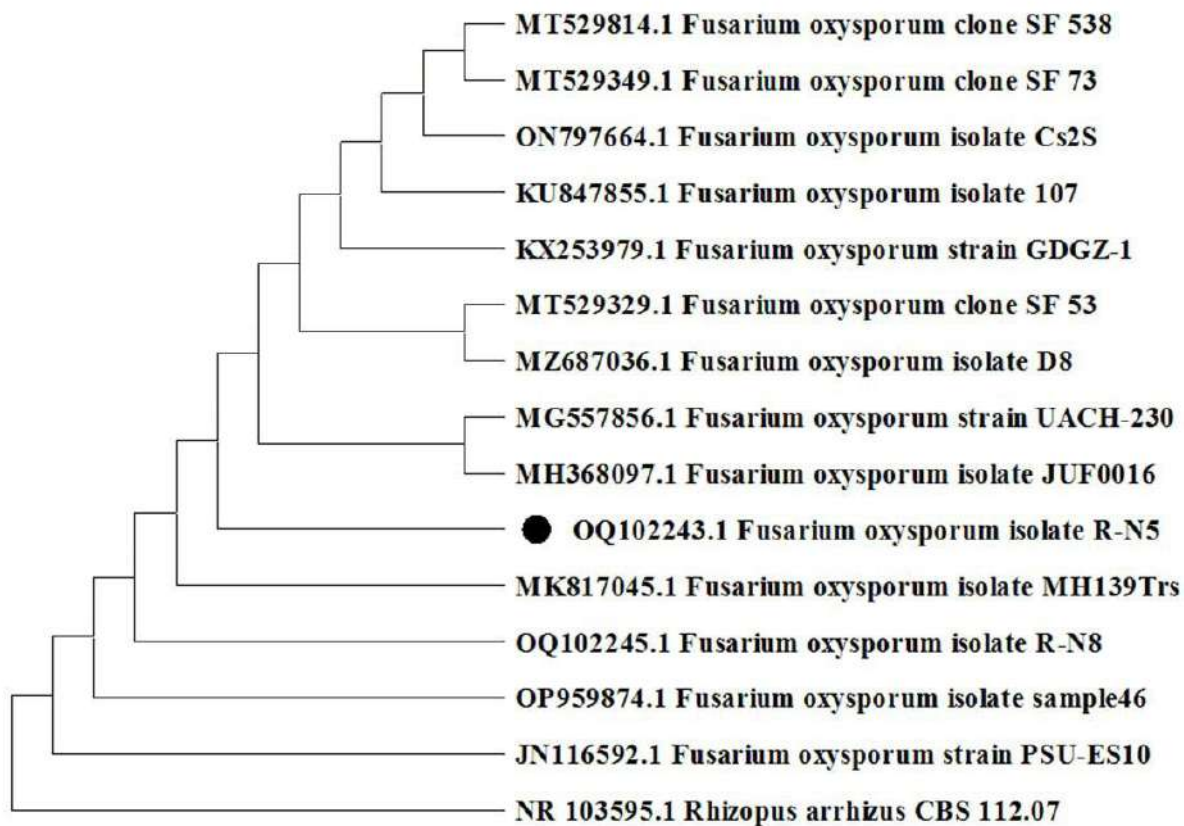 MT529814.1 Fusarium oxysporum clone SF 538
MT529349.1 Fusarium oxysporum clone SF 73
ON797664.1 Fusarium oxysporum isolate Cs2S
KU847855.1 Fusarium oxysporum isolate 107
KX253979.1 Fusarium oxysporum strain GDGZ-1
MT529329.1 Fusarium oxysporum clone SF 53
MZ687036.1 Fusarium oxysporum isolate D8
MG557856.1 Fusarium oxysporum strain UACH-230
MH368097.1 Fusarium oxysporum isolate JUF0016
OQ102243.1 Fusarium oxysporum isolate R-N5
MK817045.1 Fusarium oxysporum isolate MH139Trs
OQ102245.1 Fusarium oxysporum isolate R-N8
OP959874.1 Fusarium oxysporum isolate sample46
JN116592.1 Fusarium oxysporum strain PSU-ES10
NR 103595.1 Rhizopus arrhizus CBS 112.07